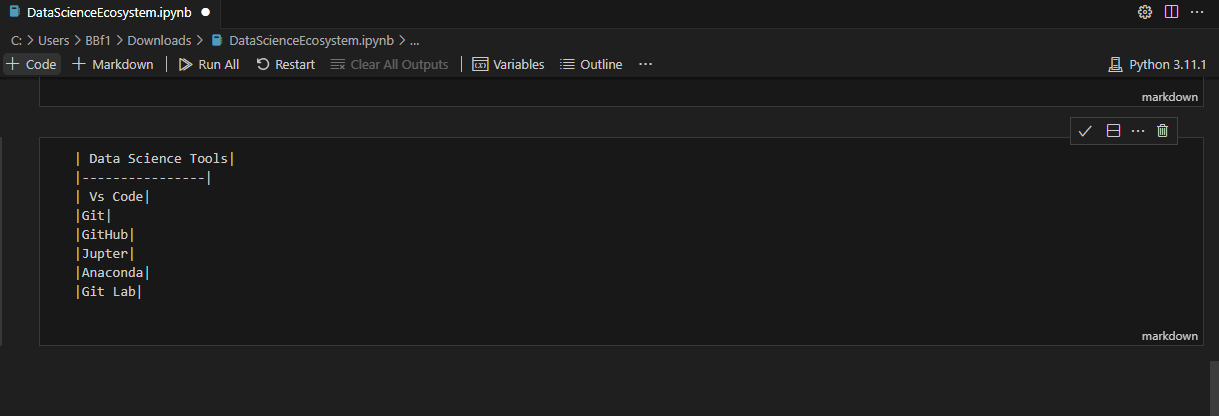 DataScienceEcosystem.ipynb
C: > Users > BBf1 > Downloads > DataScienceEcosystem.ipynb > ...
+ Code + Markdown | Run All Restart Clear All Outputs | Variables Outline ... Python 3.11.1
markdown
| Data Science Tools|
|----------------|
| Vs Code|
|Git|
|GitHub|
|Jupter|
|Anaconda|
|Git Lab|
markdown